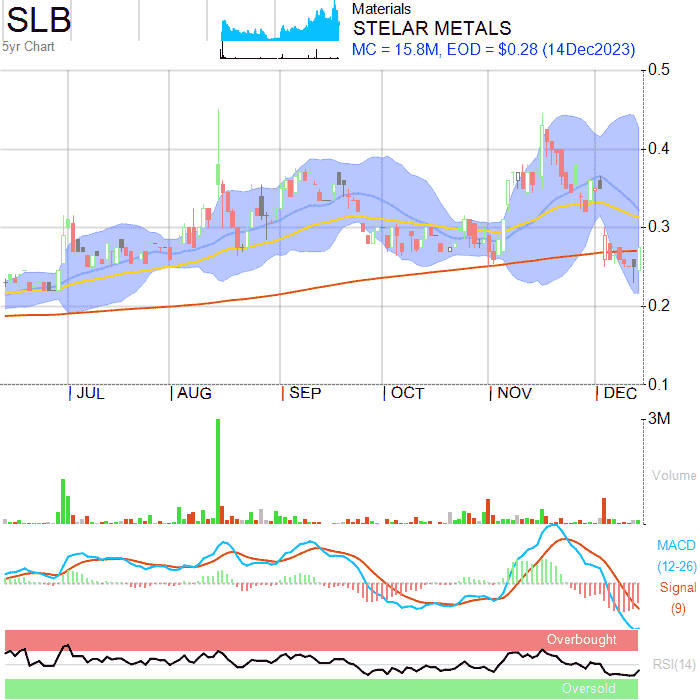 SLB
5yr Chart
Materials
STELAR METALS
MC = 15.8M, EOD = $0.28 (14Dec2023)
0.5
0.4
0.3
0.2
0.1
JUL
AUG
SEP
OCT
NOV
DEC
3M
Volume
MACD
(12-26)
Signal
(9)
Overbought
RSI(14)
Oversold